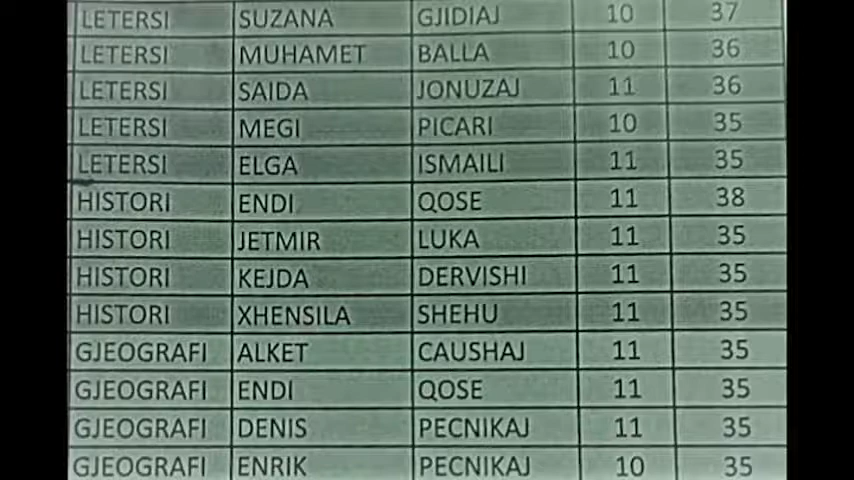 LETERSI SUZANA GJIDIAJ 10 37
LETERSI MUHAMET BALLA 10 36
LETERSI SAIDA JONUZAJ 11 36
LETERSI MEGI PICARI 10 35
LETERSI ELGA ISMAILI 11 35
HISTORI ENDI QOSE 11 38
HISTORI JETMIR LUKA 11 35
HISTORI KEJDA DERVISHI 11 35
HISTORI XHENSILA SHEHU 11 35
GJEOGRAFI ALKET CAUSHAJ 11 35
GJEOGRAFI ENDI QOSE 11 35
GJEOGRAFI DENIS PECNIKAJ 11 35
GJEOGRAFI ENRIK PECNIKAJ 10 35